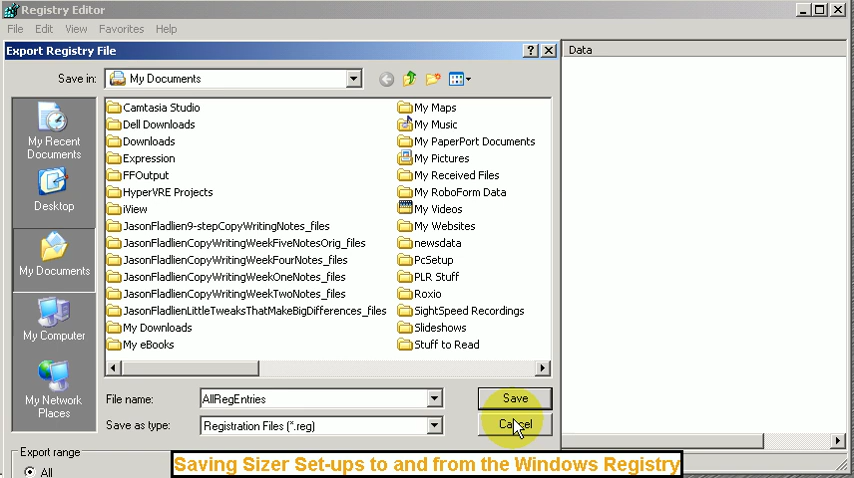 Registry Editor
File Edit View Favorites Help
Export Registry File
Data
Save in: My Documents
My Recent Documents
Desktop
My Documents
My Computer
My Network Places
Camtasia Studio
Dell Downloads
Downloads
Expression
FFOutput
HyperVRE Projects
iView
JasonFladlien9-stepCopyWritingNotes_files
JasonFladlienCopyWritingWeekFiveNotesOrig_files
JasonFladlienCopyWritingWeekFourNotes_files
JasonFladlienCopyWritingWeekOneNotes_files
JasonFladlienCopyWritingWeekTwoNotes_files
JasonFladlienLittleTweaksThatMakeBigDifferences_files
My Downloads
My eBooks
My Maps
My Music
My PaperPort Documents
My Pictures
My Received Files
My RoboForm Data
My Videos
My Websites
newsdata
PcSetup
PLR Stuff
Roxio
SightSpeed Recordings
Slideshows
Stuff to Read
File name: AllRegEntries
Save
Save as type: Registration Files (*.reg)
Cancel
Export range
All
Saving Sizer Set-ups to and from the Windows Registry